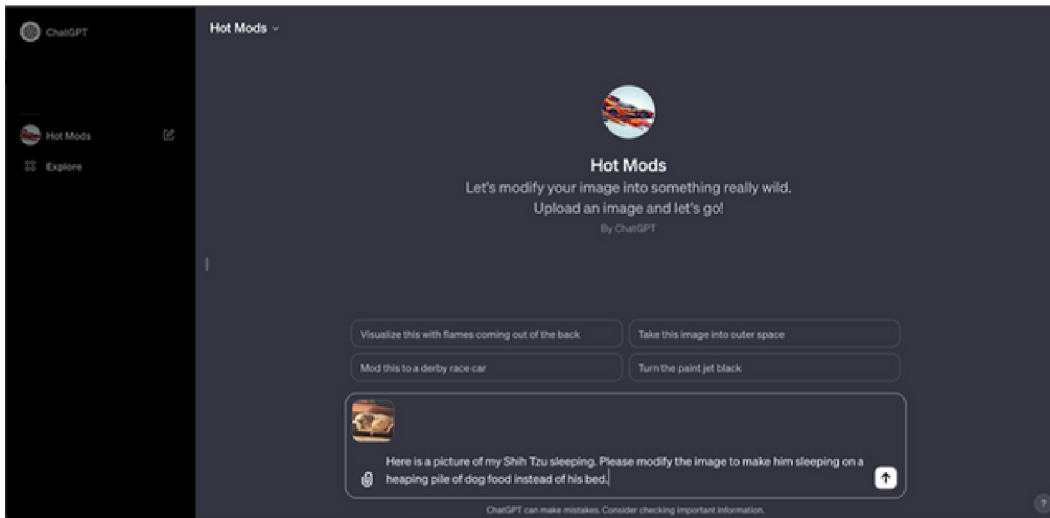 ChatGPT
Hot Mods
Hot Mods
Explore
Hot Mods
Let's modify your image into something really wild.
Upload an image and let's go!
By ChatGPT
Visualize this with flames coming out of the back
Take this image into outer space
Mod this to a derby race car
Turn the paint jet black
Here is a picture of my Shih Tzu sleeping. Please modify the image to make him sleeping on a
heaping pile of dog food instead of his bed.
ChatGPT can make mistakes. Consider checking important information.
?